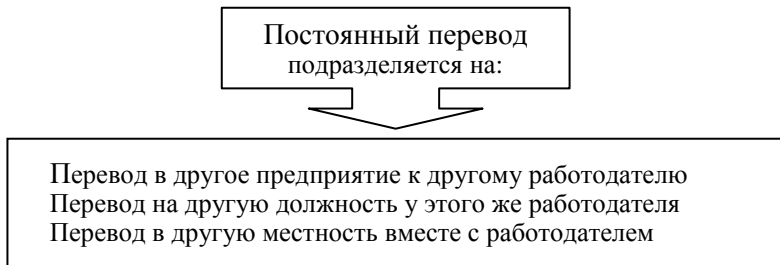 Постоянный перевод
подразделяется на:
Перевод в другое предприятие к другому работодателю
Перевод на другую должность у этого же работодателя
Перевод в другую местность вместе с работодателем